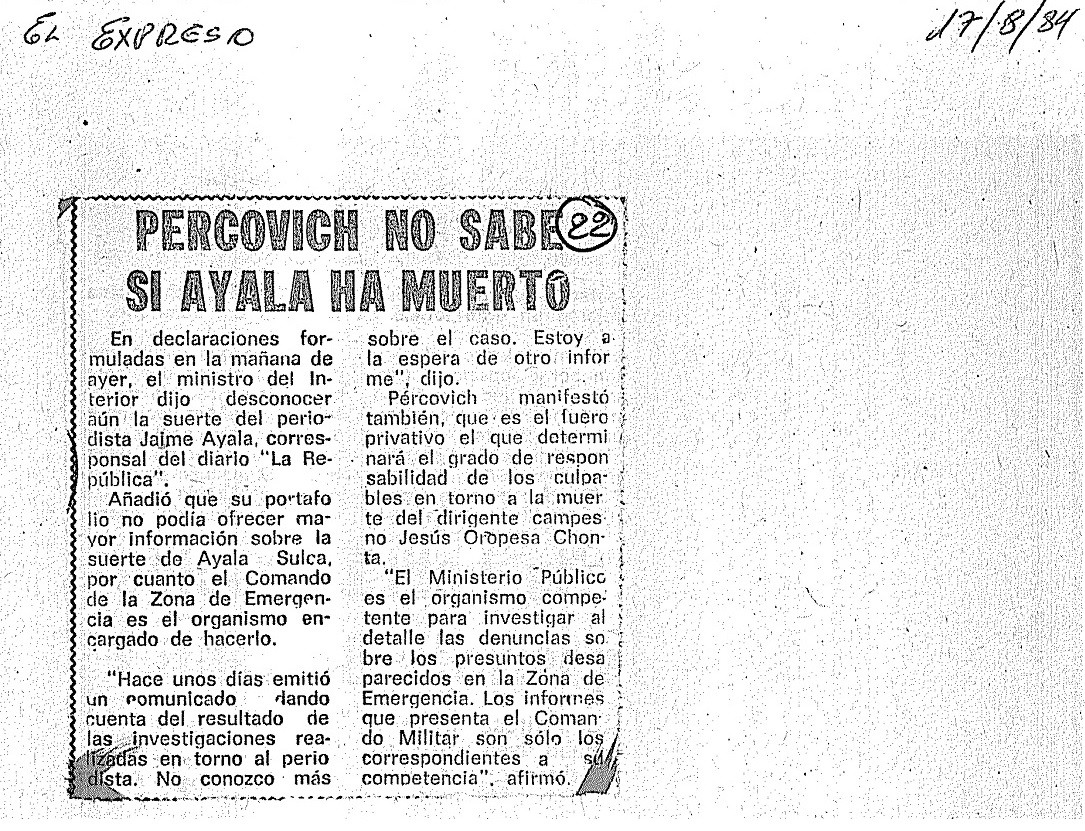 EL EXPRESO
17/8/84
PERCOVICH NO SABE
22
SI AYALA HA MUERTO
En declaraciones for-
muladas en la mañana de
ayer, el ministro del In-
terior dijo desconocer
aún la suerte del perio-
dista Jaime Ayala, corres-
ponsal del diario "La Re-
pública".
Añadió que su portafo
lio no podía ofrecer ma-
yor información sobre la
suerte de Ayala Sulca,
por cuanto el Comando
de la Zona de Emergen-
cia es el organismo en-
cargado de hacerlo.
"Hace unos días emitió
un comunicado dando
cuenta del resultado de
las investigaciones rea-
lizadas en torno al perio
dista. No conozco más
sobre el caso. Estoy a
la espera de otro infor
me", dijo.
Pércovich manifestó
también, que es el fuero
privativo el que determi
nará el grado de respon
sabilidad de los culpa-
bles en torno a la muer
te del dirigente campes-
no Jesús Oropesa Chon-
ta.
"El Ministerio Público
es el organismo compe-
tente para investigar al
detalle las denuncias so
bre los presuntos desa
parecidos en la Zona de
Emergencia. Los informes
que presenta el Coman-
do Militar son sólo los
correspondientes a su
competencia", afirmó.